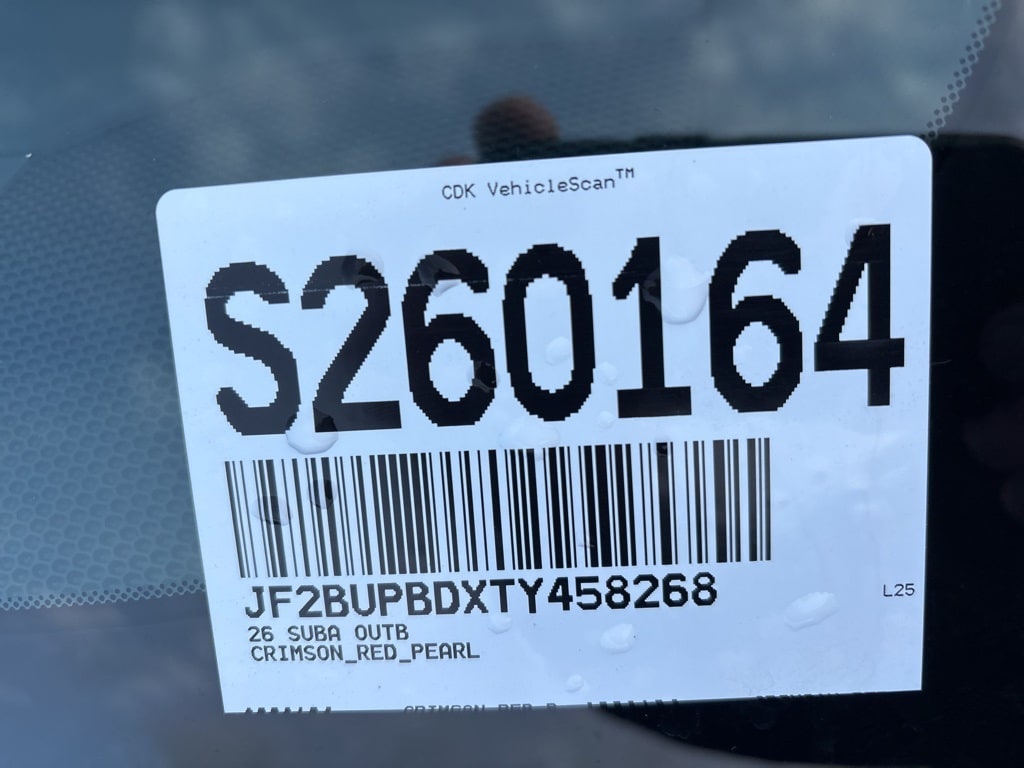 CDK VehicleScan™
S260164
JF2BUPBDXTY458268
L25
26 SUBA OUTB
CRIMSON_RED_PEARL